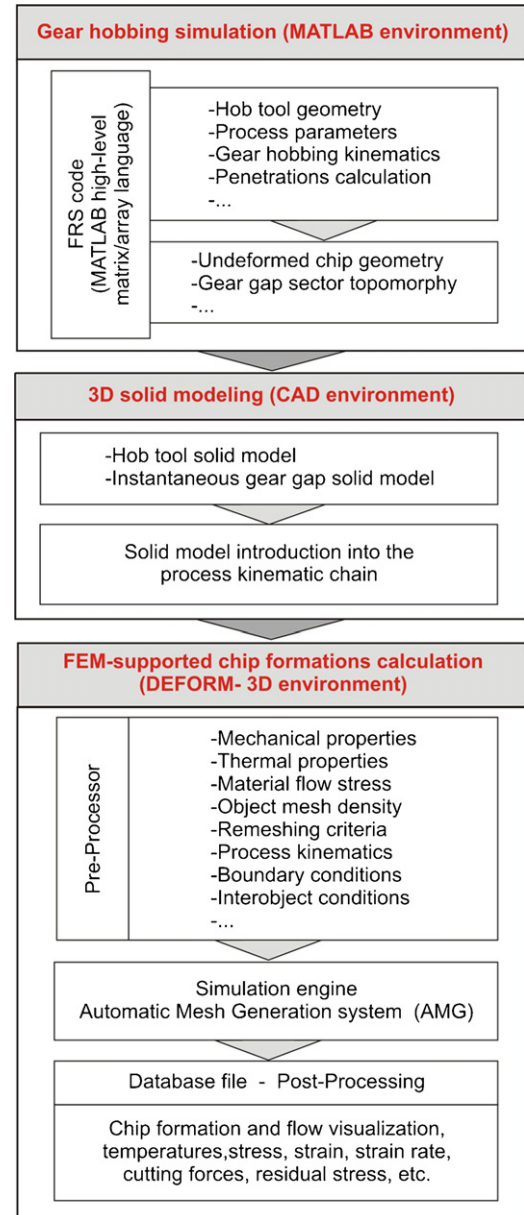 Gear hobbing simulation (MATLAB environment)
FRS code
(MATLAB high-level
matrix/array language)
-Hob tool geometry
-Process parameters
-Gear hobbing kinematics
-Penetrations calculation
-...
-Undeformed chip geometry
-Gear gap sector topomorphy
-...
3D solid modeling (CAD environment)
-Hob tool solid model
-Instantaneous gear gap solid model
Solid model introduction into the
process kinematic chain
FEM-supported chip formations calculation
(DEFORM- 3D environment)
Pre-Processor
-Mechanical properties
-Thermal properties
-Material flow stress
-Object mesh density
-Remeshing criteria
-Process kinematics
-Boundary conditions
-Interobject conditions
-...
Simulation engine
Automatic Mesh Generation system  (AMG)
Database file  -  Post-Processing
Chip formation and flow visualization,
temperatures,stress, strain, strain rate,
cutting forces, residual stress, etc.